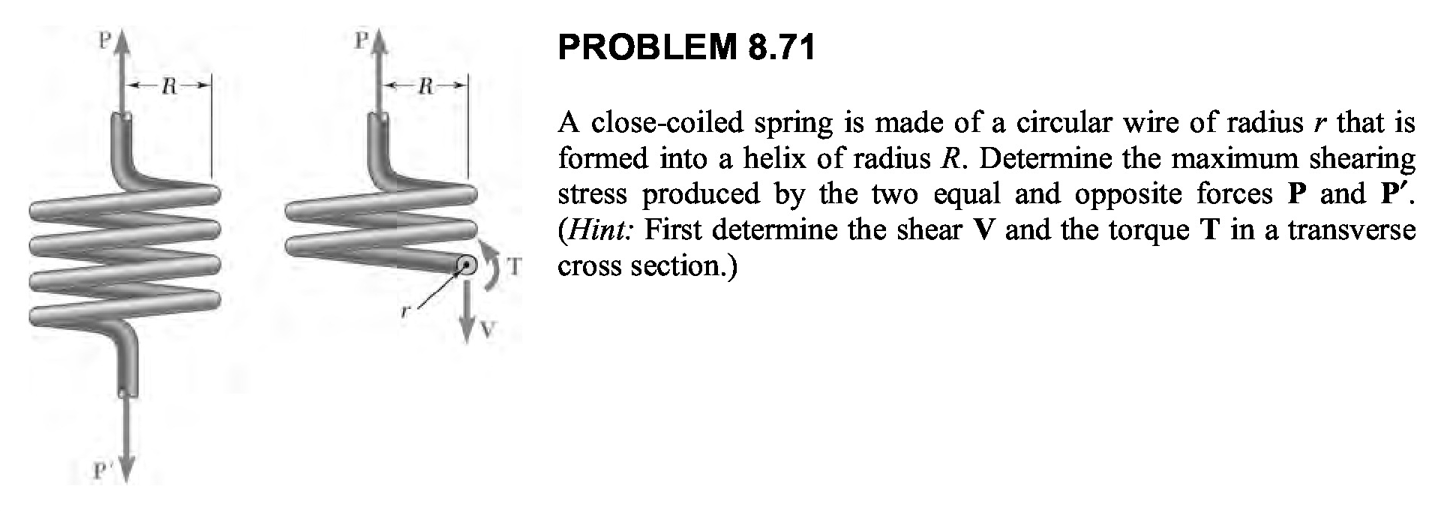 P
R
P'
P
R
T
r
V
PROBLEM 8.71
A close-coiled spring is made of a circular wire of radius r that is
formed into a helix of radius R. Determine the maximum shearing
stress produced by the two equal and opposite forces P and P′.
(Hint: First determine the shear V and the torque T in a transverse
cross section.)